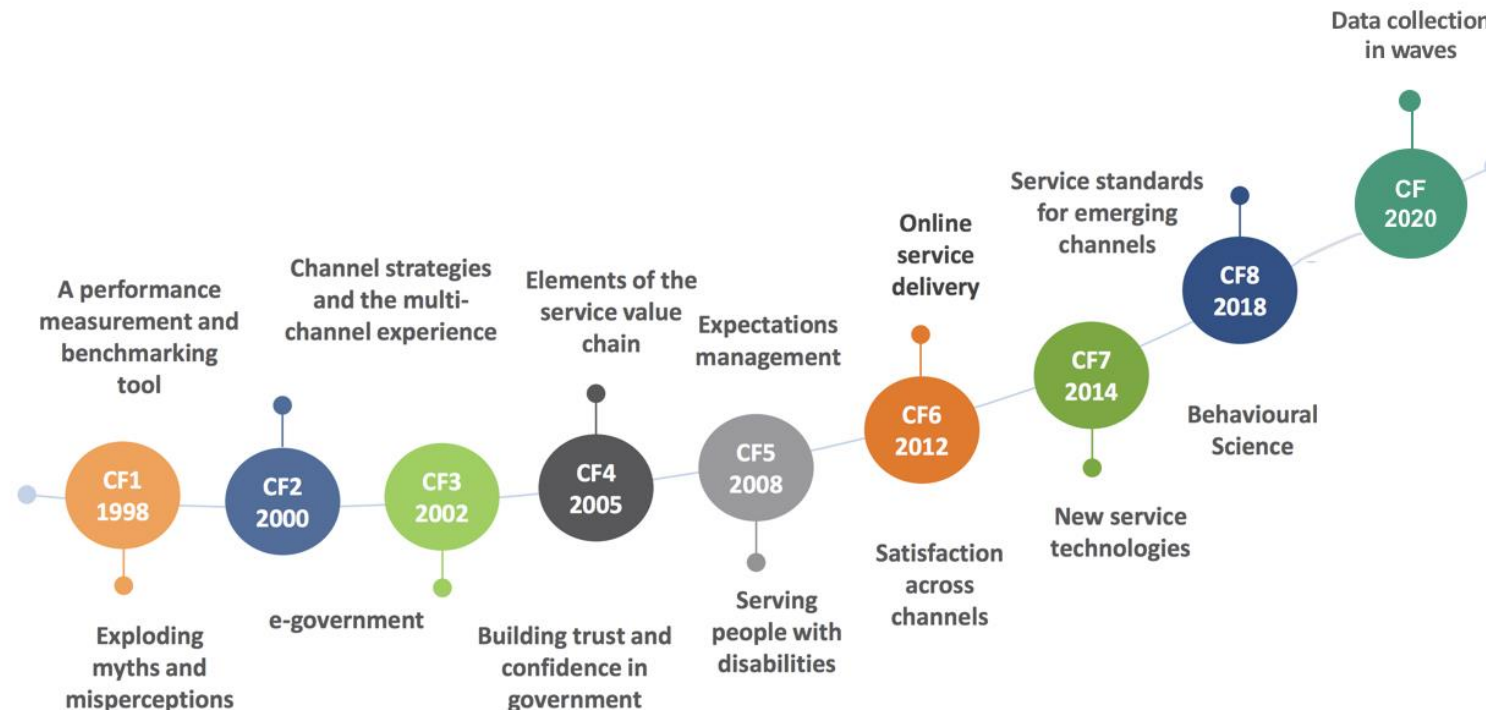 Data collection
in waves
CF
2020
Service standards
for emerging
channels
CF8
2018
Behavioural
Science
Online
service
delivery
CF7
2014
New service
technologies
CF6
2012
Satisfaction
across
channels
Expectations
management
CF5
2008
Serving
people with
disabilities
Elements of the
service value
chain
CF4
2005
Building trust and
confidence in
government
Channel strategies
and the multi-
channel experience
CF3
2002
e-government
CF2
2000
A performance
measurement and
benchmarking
tool
CF1
1998
Exploding
myths and
misperceptions